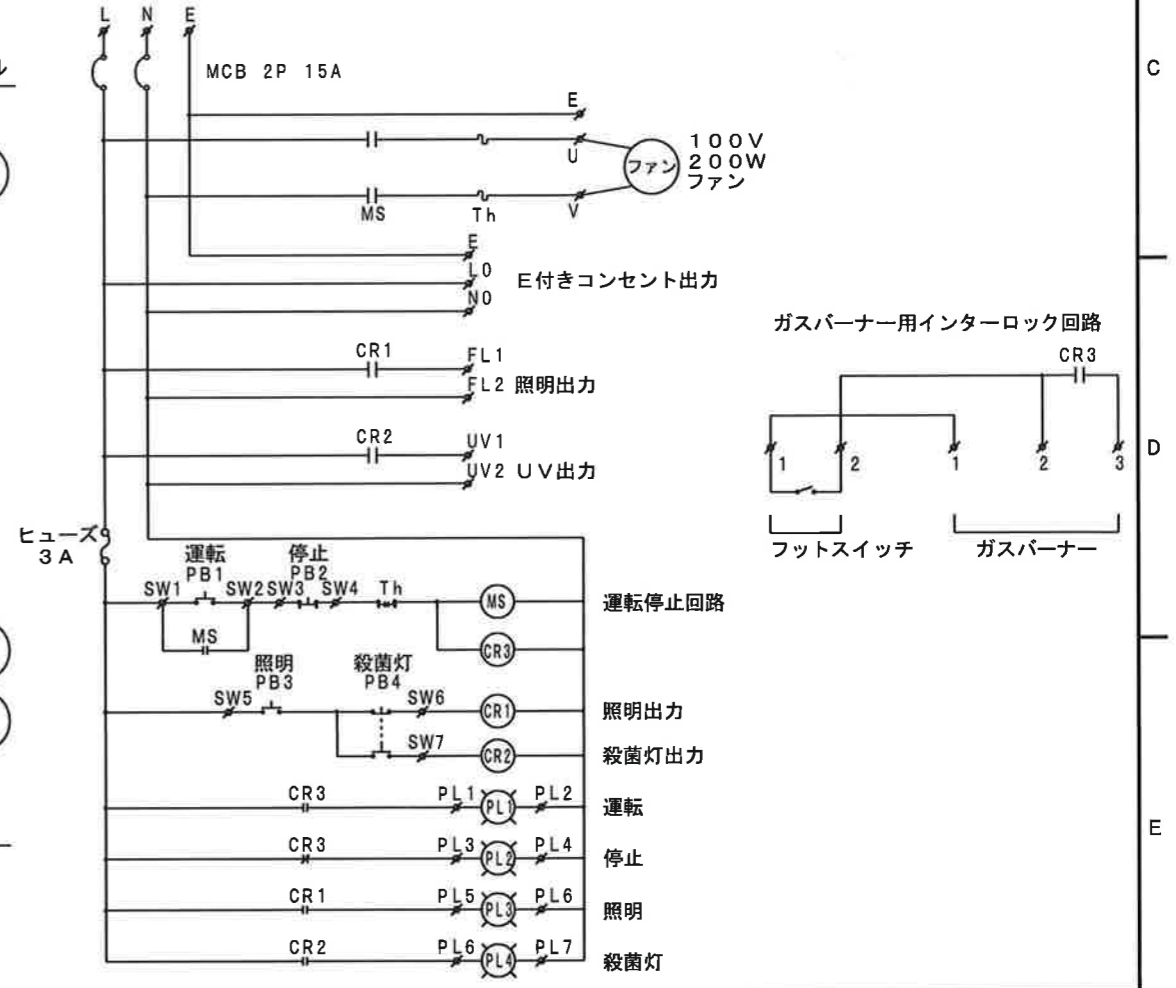 L N E
C
MCB 2P 15A
E
U
ファン
100V
200W
ファン
V
MS Th
E
L0
N0
E付きコンセント出力
ガスバーナー用インターロック回路
CR3
CR1
FL1
FL2 照明出力
CR2
UV1
UV2 UV出力
D
1 2 1 2 3
フットスイッチ ガスバーナー
ヒューズ
3A
運転
PB1
停止
PB2
SW1 SW2 SW3 SW4 Th
MS
運転停止回路
MS
CR3
照明
PB3
殺菌灯
PB4
SW5 SW6
CR1
照明出力
SW7
CR2
殺菌灯出力
CR3 PL1 PL1 PL2 運転
E
CR3 PL3 PL2 PL4 停止
CR1 PL5 PL3 PL6 照明
CR2 PL6 PL4 PL7 殺菌灯